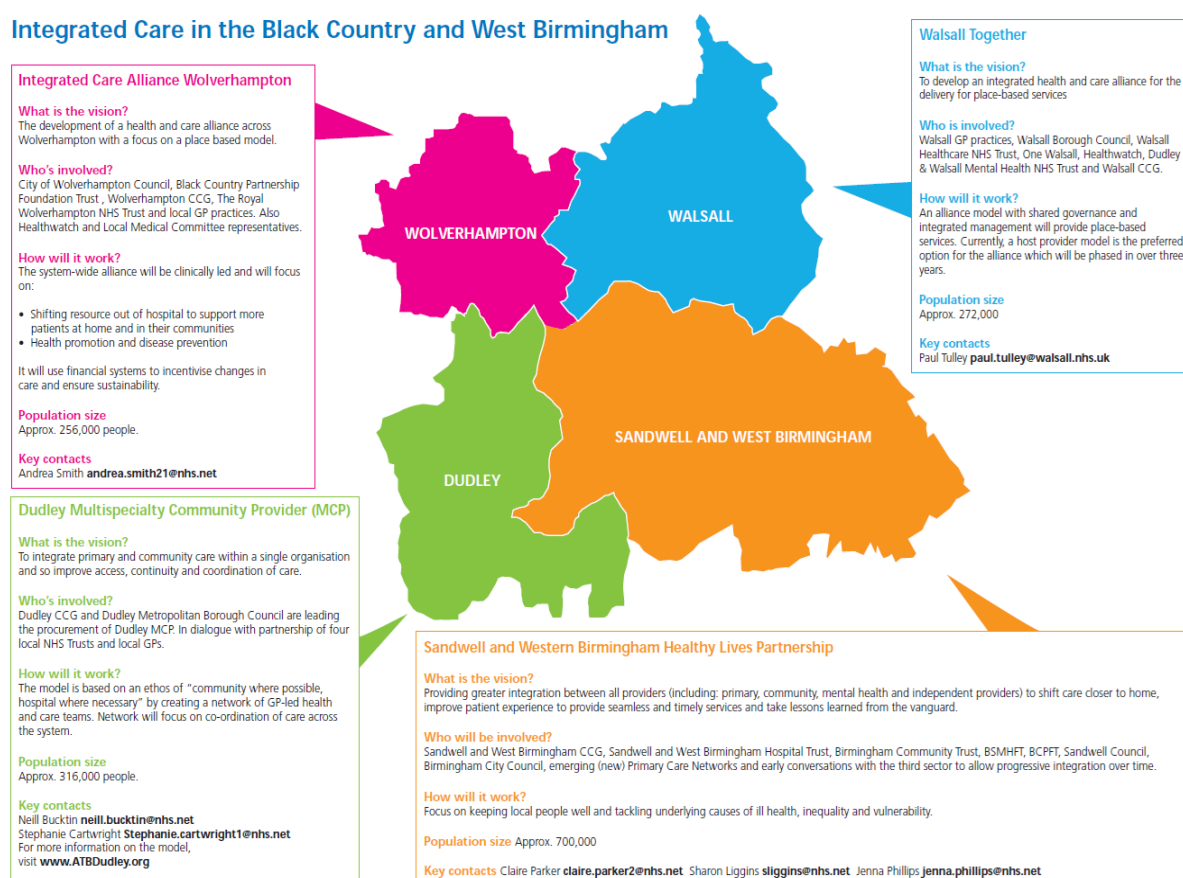 Integrated Care in the Black Country and West Birmingham
Integrated Care Alliance Wolverhampton
What is the vision?
The development of a health and care alliance across
Wolverhampton with a focus on a place based model.
Who's involved?
City of Wolverhampton Council, Black Country Partnership
Foundation Trust , Wolverhampton CCG, The Royal
Wolverhampton NHS Trust and local GP practices. Also
Healthwatch and Local Medical Committee representatives.
How will it work?
The system-wide alliance will be clinically led and will focus
on:
• Shifting resource out of hospital to support more
patients at home and in their communities
• Health promotion and disease prevention
It will use financial systems to incentivise changes in
care and ensure sustainability.
Population size
Approx. 256,000 people.
Key contacts
Andrea Smith andrea.smith21@nhs.net
WOLVERHAMPTON
WALSALL
DUDLEY
SANDWELL AND WEST BIRMINGHAM
Walsall Together
What is the vision?
To develop an integrated health and care alliance for the
delivery for place-based services
Who is involved?
Walsall GP practices, Walsall Borough Council, Walsall
Healthcare NHS Trust, One Walsall, Healthwatch, Dudley
& Walsall Mental Health NHS Trust and Walsall CCG.
How will it work?
An alliance model with shared governance and
integrated management will provide place-based
services. Currently, a host provider model is the preferred
option for the alliance which will be phased in over three
years.
Population size
Approx. 272,000
Key contacts
Paul Tulley paul.tulley@walsall.nhs.uk
Dudley Multispecialty Community Provider (MCP)
What is the vision?
To integrate primary and community care within a single organisation
and so improve access, continuity and coordination of care.
Who's involved?
Dudley CCG and Dudley Metropolitan Borough Council are leading
the procurement of Dudley MCP. In dialogue with partnership of four
local NHS Trusts and local GPs.
How will it work?
The model is based on an ethos of "community where possible,
hospital where necessary" by creating a network of GP-led health
and care teams. Network will focus on co-ordination of care across
the system.
Population size
Approx. 316,000 people.
Key contacts
Neill Bucktin neill.bucktin@nhs.net
Stephanie Cartwright Stephanie.cartwright1@nhs.net
For more information on the model,
visit www.ATBDudley.org
Sandwell and Western Birmingham Healthy Lives Partnership
What is the vision?
Providing greater integration between all providers (including: primary, community, mental health and independent providers) to shift care closer to home,
improve patient experience to provide seamless and timely services and take lessons learned from the vanguard.
Who will be involved?
Sandwell and West Birmingham CCG, Sandwell and West Birmingham Hospital Trust, Birmingham Community Trust, BSMHFT, BCPFT, Sandwell Council,
Birmingham City Council, emerging (new) Primary Care Networks and early conversations with the third sector to allow progressive integration over time.
How will it work?
Focus on keeping local people well and tackling underlying causes of ill health, inequality and vulnerability.
Population size Approx. 700,000
Key contacts Claire Parker claire.parker2@nhs.net Sharon Liggins sliggins@nhs.net Jenna Phillips jenna.phillips@nhs.net